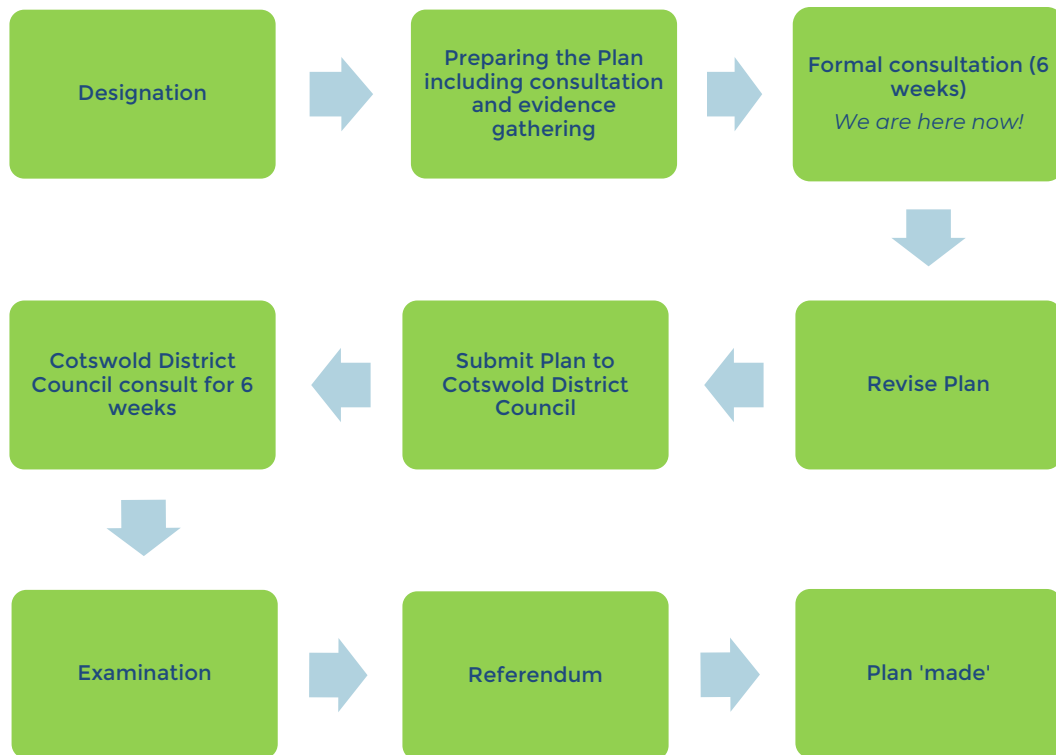 Designation
Preparing the Plan
including consultation
and evidence
gathering
Formal consultation (6
weeks)
We are here now!
Revise Plan
Submit Plan to
Cotswold District
Council
Cotswold District
Council consult for 6
weeks
Examination
Referendum
Plan 'made'